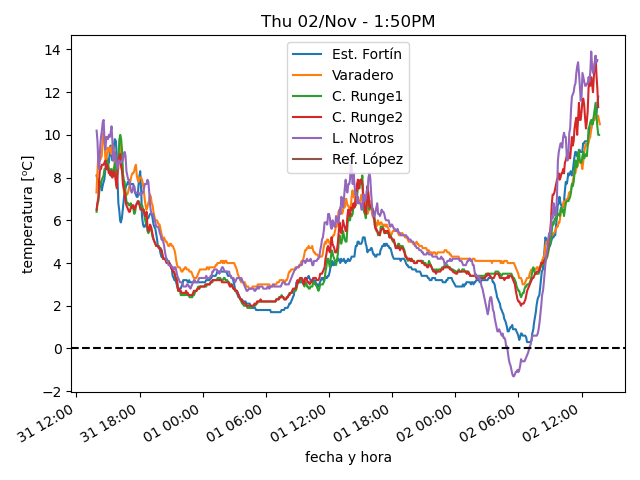 Thu 02/Nov - 1:50PM
Est. Fortín
Varadero
C. Runge1
C. Runge2
L. Notros
Ref. López
temperatura [ºC]
14
12
10
8
6
4
2
0
−2
31 12:00
31 18:00
01 00:00
01 06:00
01 12:00
01 18:00
02 00:00
02 06:00
02 12:00
fecha y hora